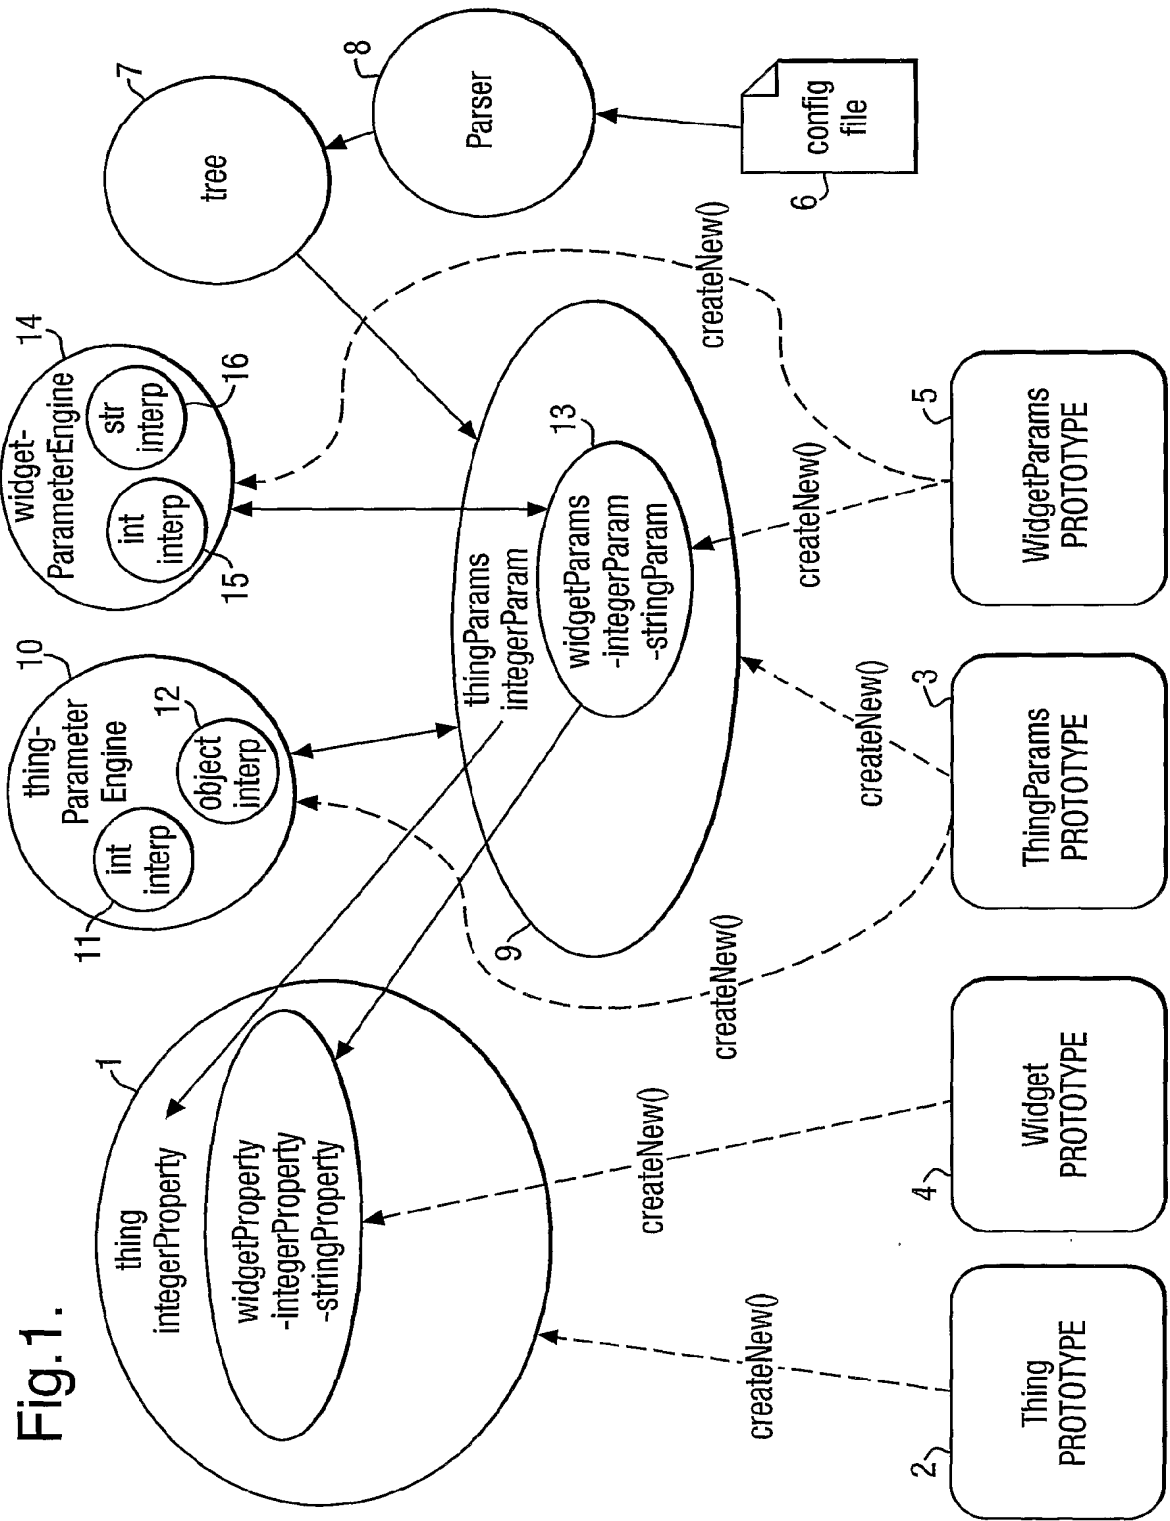 Fig.1.
1
thing
integerProperty
widgetProperty
-integerProperty
-stringProperty
10
thing-
Parameter
Engine
11
int
interp
12
object
interp
14
widget-
ParameterEngine
15
int
interp
16
str
interp
7
tree
8
Parser
6
config
file
9
thingParams
integerParam
13
widgetParams
-integerParam
-stringParam
createNew()
createNew()
createNew()
createNew()
createNew()
createNew()
2
Thing
PROTOTYPE
4
Widget
PROTOTYPE
3
ThingParams
PROTOTYPE
5
WidgetParams
PROTOTYPE